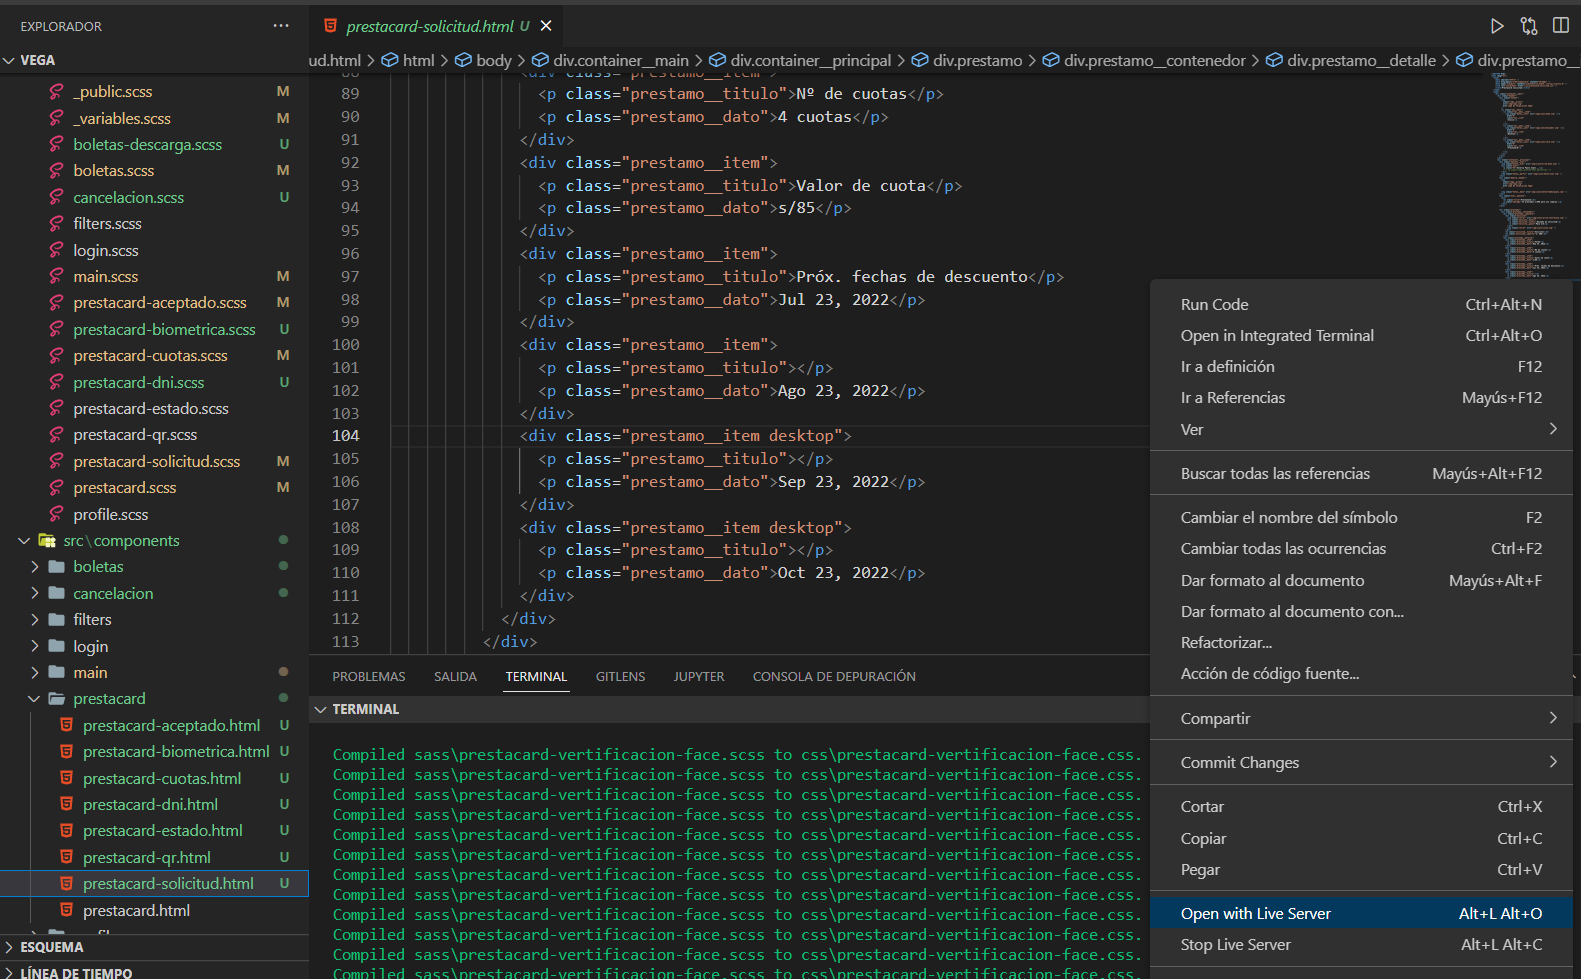 EXPLORADOR ···
VEGA
_public.scss M
_variables.scss M
boletas-descarga.scss U
boletas.scss M
cancelacion.scss U
filters.scss
login.scss
main.scss M
prestacard-aceptado.scss M
prestacard-biometrica.scss U
prestacard-cuotas.scss M
prestacard-dni.scss U
prestacard-estado.scss
prestacard-qr.scss
prestacard-solicitud.scss M
prestacard.scss M
profile.scss
src\components
boletas
cancelacion
filters
login
main
prestacard
prestacard-aceptado.html U
prestacard-biometrica.html U
prestacard-cuotas.html U
prestacard-dni.html U
prestacard-estado.html U
prestacard-qr.html U
prestacard-solicitud.html U
prestacard.html
ESQUEMA
LÍNEA DE TIEMPO
prestacard-solicitud.html U
ud.html > html > body > div.container__main > div.container__principal > div.prestamo > div.prestamo__contenedor > div.prestamo__detalle > div.prestamo__
88 <div class="prestamo__item">
89 <p class="prestamo__titulo">Nº de cuotas</p>
90 <p class="prestamo__dato">4 cuotas</p>
91 </div>
92 <div class="prestamo__item">
93 <p class="prestamo__titulo">Valor de cuota</p>
94 <p class="prestamo__dato">s/85</p>
95 </div>
96 <div class="prestamo__item">
97 <p class="prestamo__titulo">Próx. fechas de descuento</p>
98 <p class="prestamo__dato">Jul 23, 2022</p>
99 </div>
100 <div class="prestamo__item">
101 <p class="prestamo__titulo"></p>
102 <p class="prestamo__dato">Ago 23, 2022</p>
103 </div>
104 <div class="prestamo__item desktop">
105 <p class="prestamo__titulo"></p>
106 <p class="prestamo__dato">Sep 23, 2022</p>
107 </div>
108 <div class="prestamo__item desktop">
109 <p class="prestamo__titulo"></p>
110 <p class="prestamo__dato">Oct 23, 2022</p>
111 </div>
112 </div>
113 </div>
PROBLEMAS SALIDA TERMINAL GITLENS JUPYTER CONSOLA DE DEPURACIÓN
TERMINAL
Compiled sass\prestacard-vertificacion-face.scss to css\prestacard-vertificacion-face.css.
Compiled sass\prestacard-vertificacion-face.scss to css\prestacard-vertificacion-face.css.
Compiled sass\prestacard-vertificacion-face.scss to css\prestacard-vertificacion-face.css.
Compiled sass\prestacard-vertificacion-face.scss to css\prestacard-vertificacion-face.css.
Compiled sass\prestacard-vertificacion-face.scss to css\prestacard-vertificacion-face.css.
Compiled sass\prestacard-vertificacion-face.scss to css\prestacard-vertificacion-face.css.
Compiled sass\prestacard-vertificacion-face.scss to css\prestacard-vertificacion-face.css.
Compiled sass\prestacard-vertificacion-face.scss to css\prestacard-vertificacion-face.css.
Compiled sass\prestacard-vertificacion-face.scss to css\prestacard-vertificacion-face.css.
Compiled sass\prestacard-vertificacion-face.scss to css\prestacard-vertificacion-face.css.
Compiled sass\prestacard-vertificacion-face.scss to css\prestacard-vertificacion-face.css.
Compiled sass\prestacard-vertificacion-face.scss to css\prestacard-vertificacion-face.css.
Run Code Ctrl+Alt+N
Open in Integrated Terminal Ctrl+Alt+O
Ir a definición F12
Ir a Referencias Mayús+F12
Ver
Buscar todas las referencias Mayús+Alt+F12
Cambiar el nombre del símbolo F2
Cambiar todas las ocurrencias Ctrl+F2
Dar formato al documento Mayús+Alt+F
Dar formato al documento con...
Refactorizar...
Acción de código fuente...
Compartir
Commit Changes
Cortar Ctrl+X
Copiar Ctrl+C
Pegar Ctrl+V
Open with Live Server Alt+L Alt+O
Stop Live Server Alt+L Alt+C